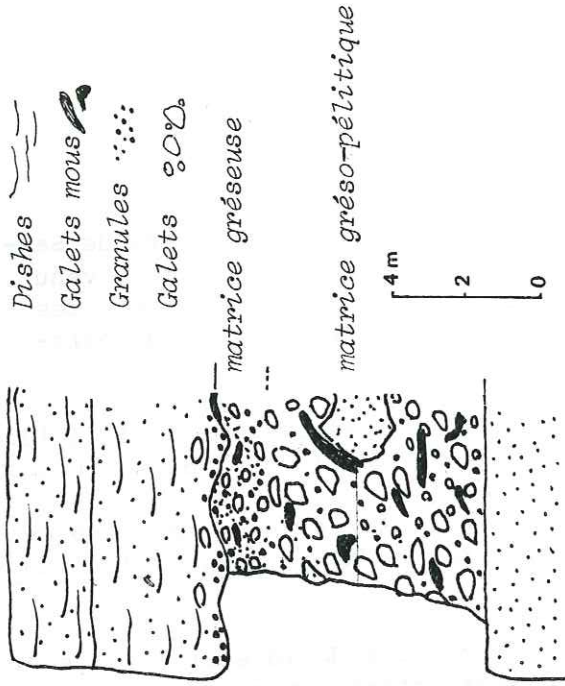 Dishes
Galets mous
Granules
Galets
matrice gréseuse
matrice gréso-pélitique
4 m
2
0